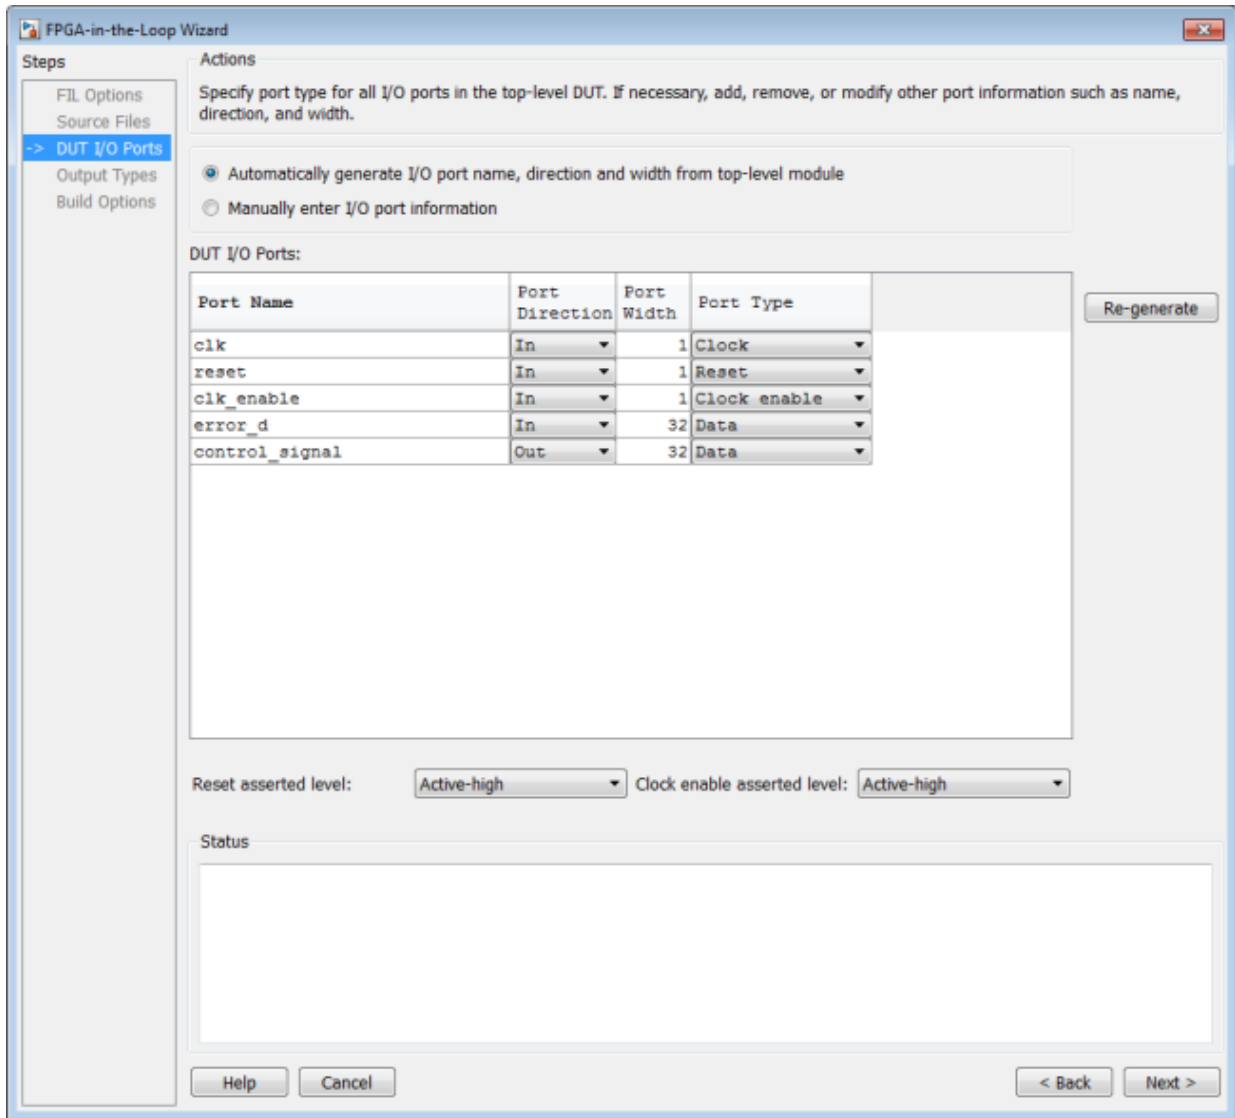 FPGA-in-the-Loop Wizard
Steps
FIL Options
Source Files
-> DUT I/O Ports
Output Types
Build Options
Actions
Specify port type for all I/O ports in the top-level DUT. If necessary, add, remove, or modify other port information such as name,
direction, and width.
Automatically generate I/O port name, direction and width from top-level module
Manually enter I/O port information
DUT I/O Ports:
Port Name Port Direction Port Width Port Type
clk In 1 Clock
reset In 1 Reset
clk_enable In 1 Clock enable
error_d In 32 Data
control_signal Out 32 Data
Re-generate
Reset asserted level: Active-high Clock enable asserted level: Active-high
Status
Help Cancel < Back Next >